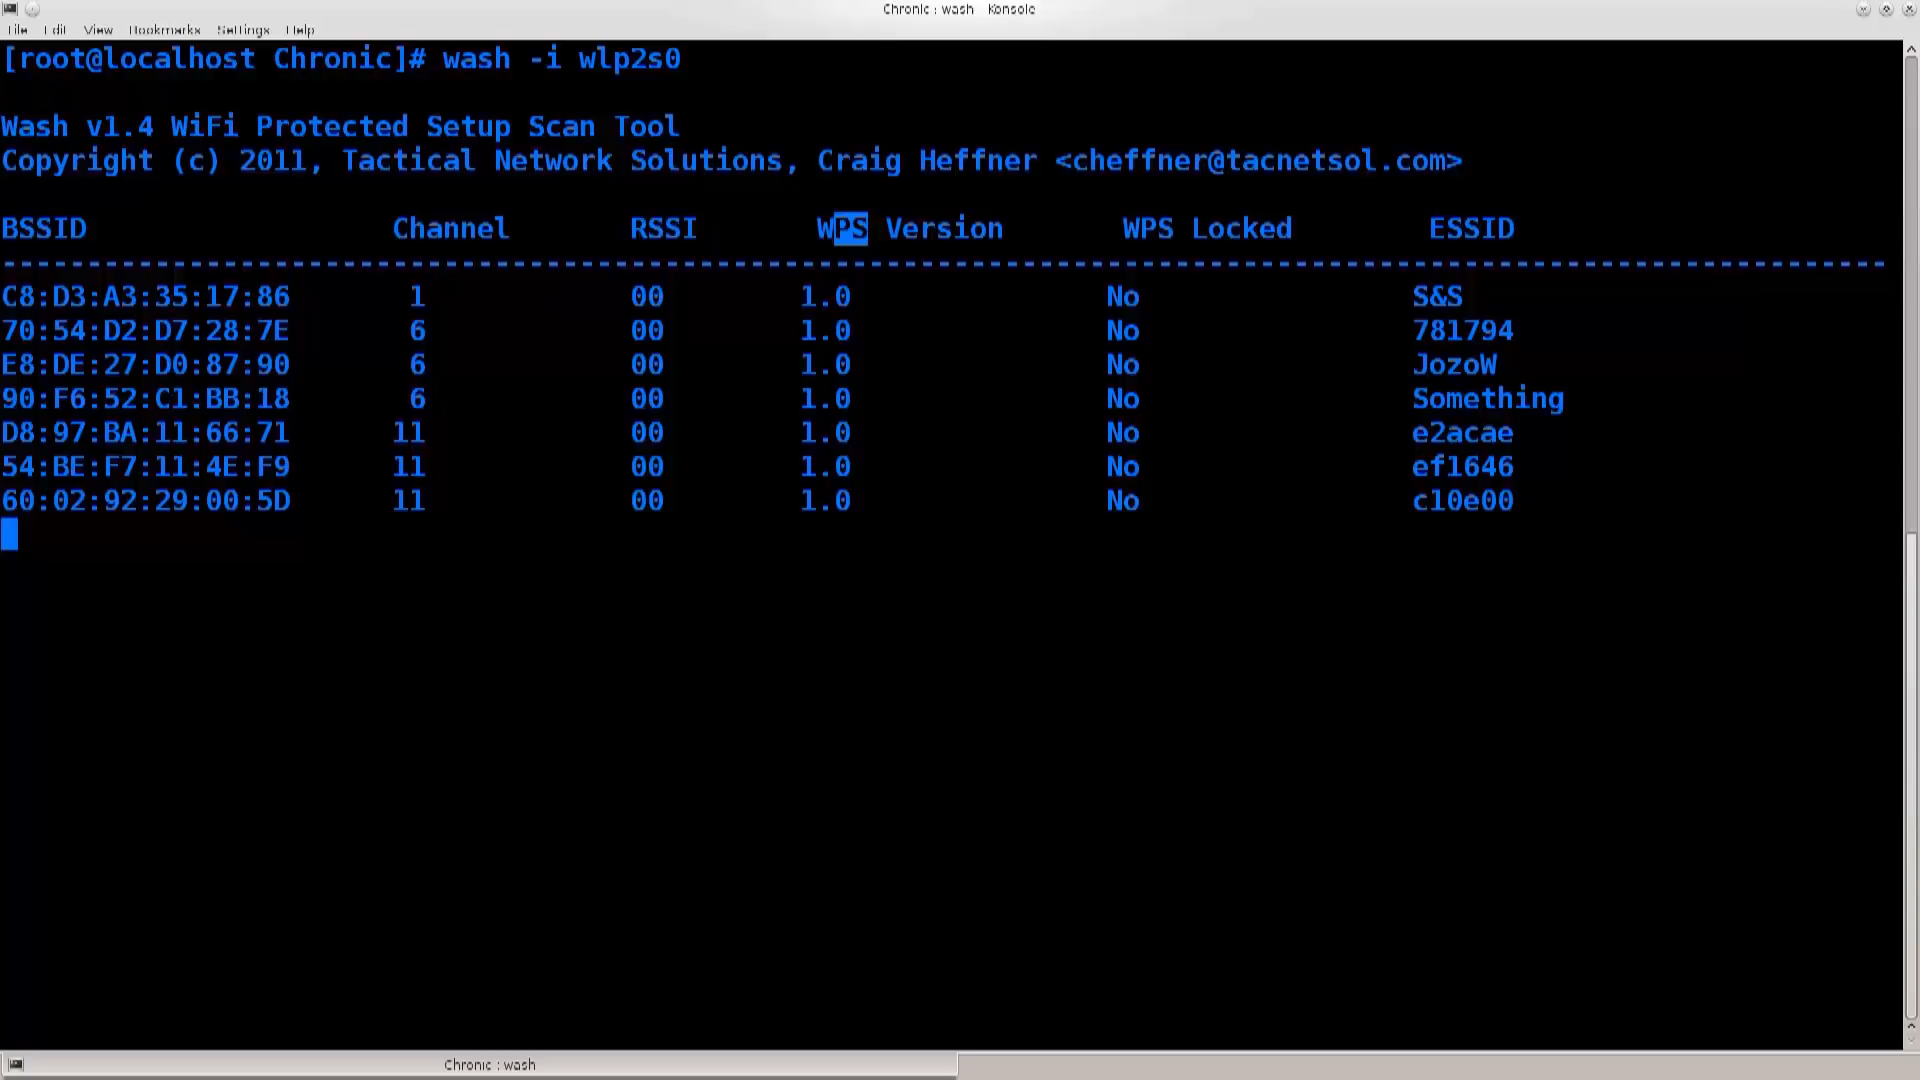 Chronic : wash Konsole
File Edit View Bookmarks Settings Help
[root@localhost Chronic]# wash -i wlp2s0
Wash v1.4 WiFi Protected Setup Scan Tool
Copyright (c) 2011, Tactical Network Solutions, Craig Heffner <cheffner@tacnetsol.com>
BSSID Channel RSSI WPS Version WPS Locked ESSID
---------------------------------------------------------------------------------------------------------------
C8:D3:A3:35:17:86 1 00 1.0 No S&S
70:54:D2:D7:28:7E 6 00 1.0 No 781794
E8:DE:27:D0:87:90 6 00 1.0 No JozoW
90:F6:52:C1:BB:18 6 00 1.0 No Something
D8:97:BA:11:66:71 11 00 1.0 No e2acae
54:BE:F7:11:4E:F9 11 00 1.0 No ef1646
60:02:92:29:00:5D 11 00 1.0 No c10e00
Chronic : wash